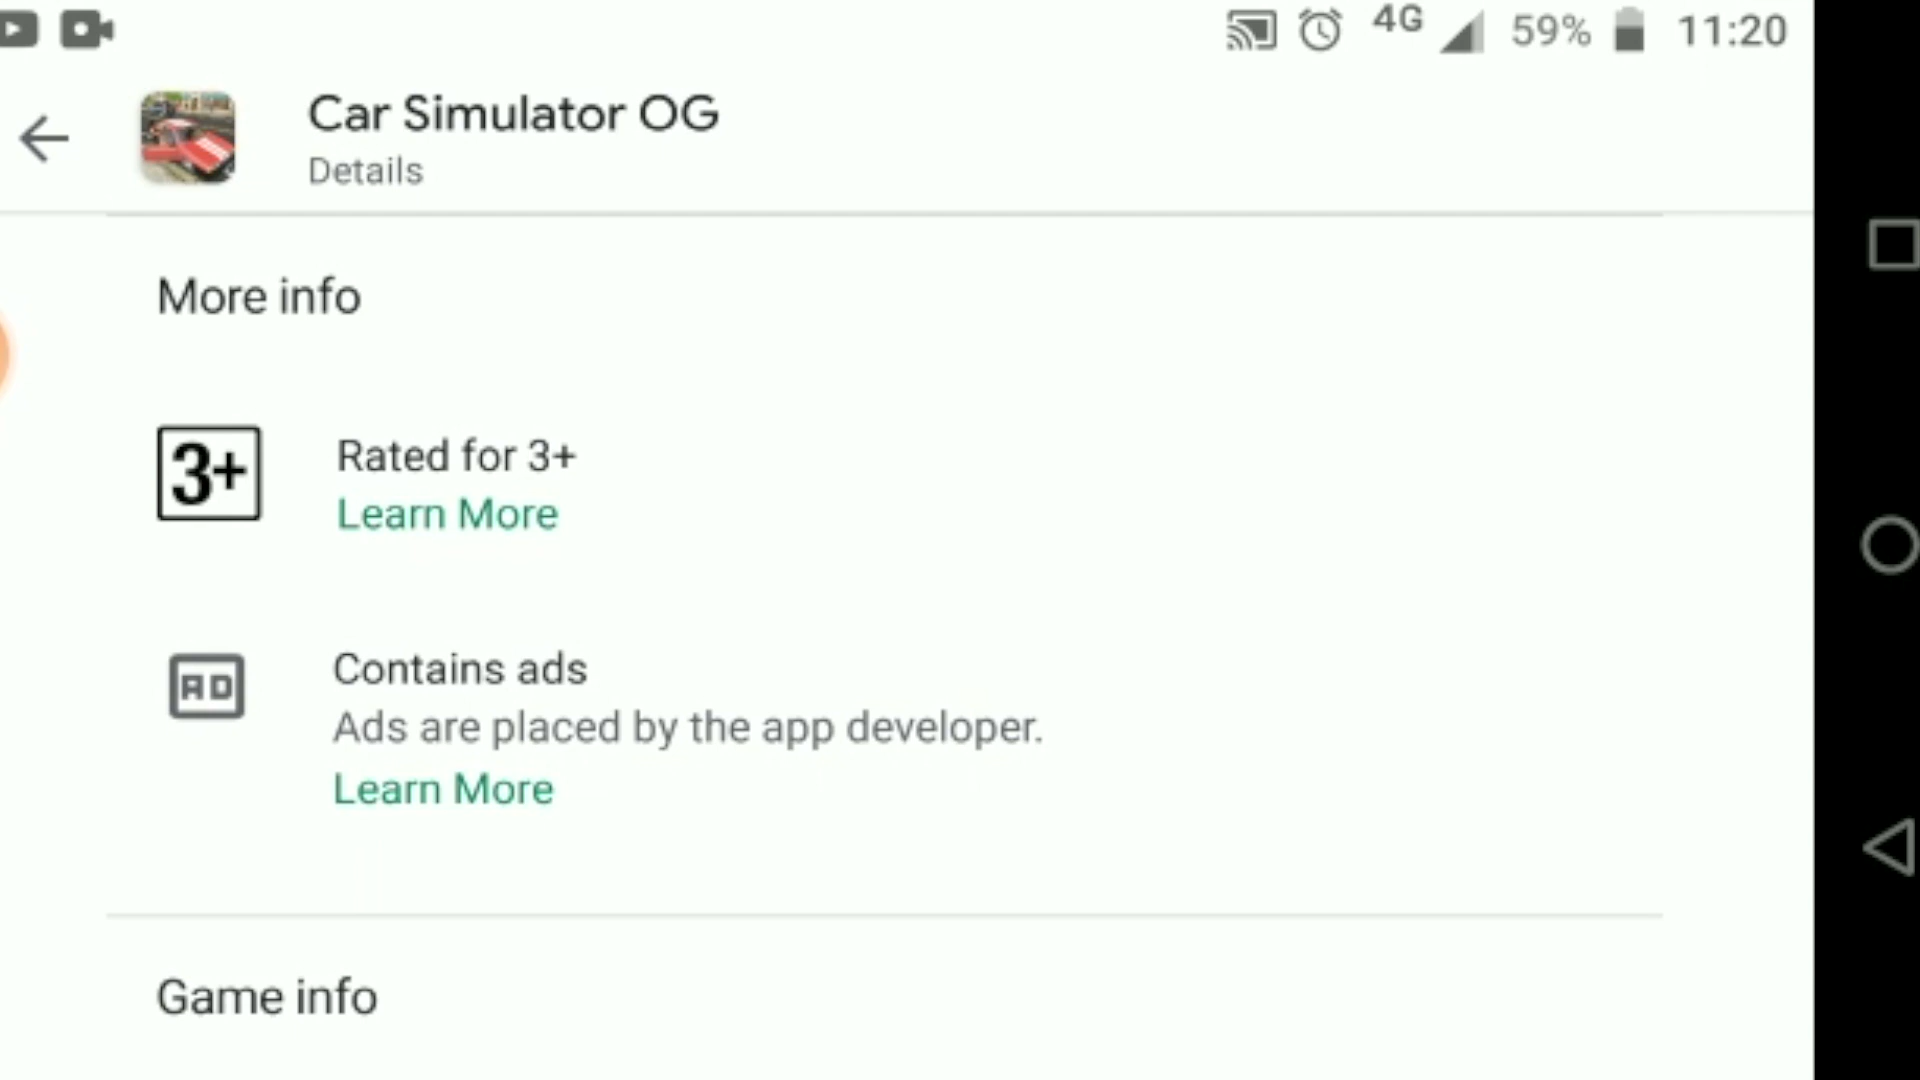 4G 59% 11:20
Car Simulator OG
Details
More info
3+
Rated for 3+
Learn More
AD
Contains ads
Ads are placed by the app developer.
Learn More
Game info